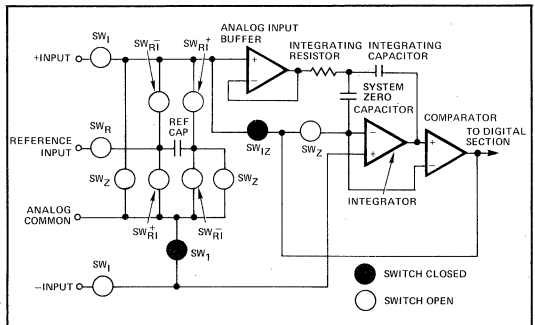 ANALOG INPUT
BUFFER
INTEGRATING
RESISTOR
INTEGRATING
CAPACITOR
SWI
+INPUT
SWRI−
SWRI+
SYSTEM
ZERO
CAPACITOR
COMPARATOR
TO DIGITAL
SECTION
REF
CAP
SWR
REFERENCE
INPUT
SWIZ
SWZ
SWZ
SWZ
INTEGRATOR
ANALOG
COMMON
SWRI+
SWRI−
SW1
SWI
−INPUT
SWITCH CLOSED
SWITCH OPEN
+
−
−
+
+
−